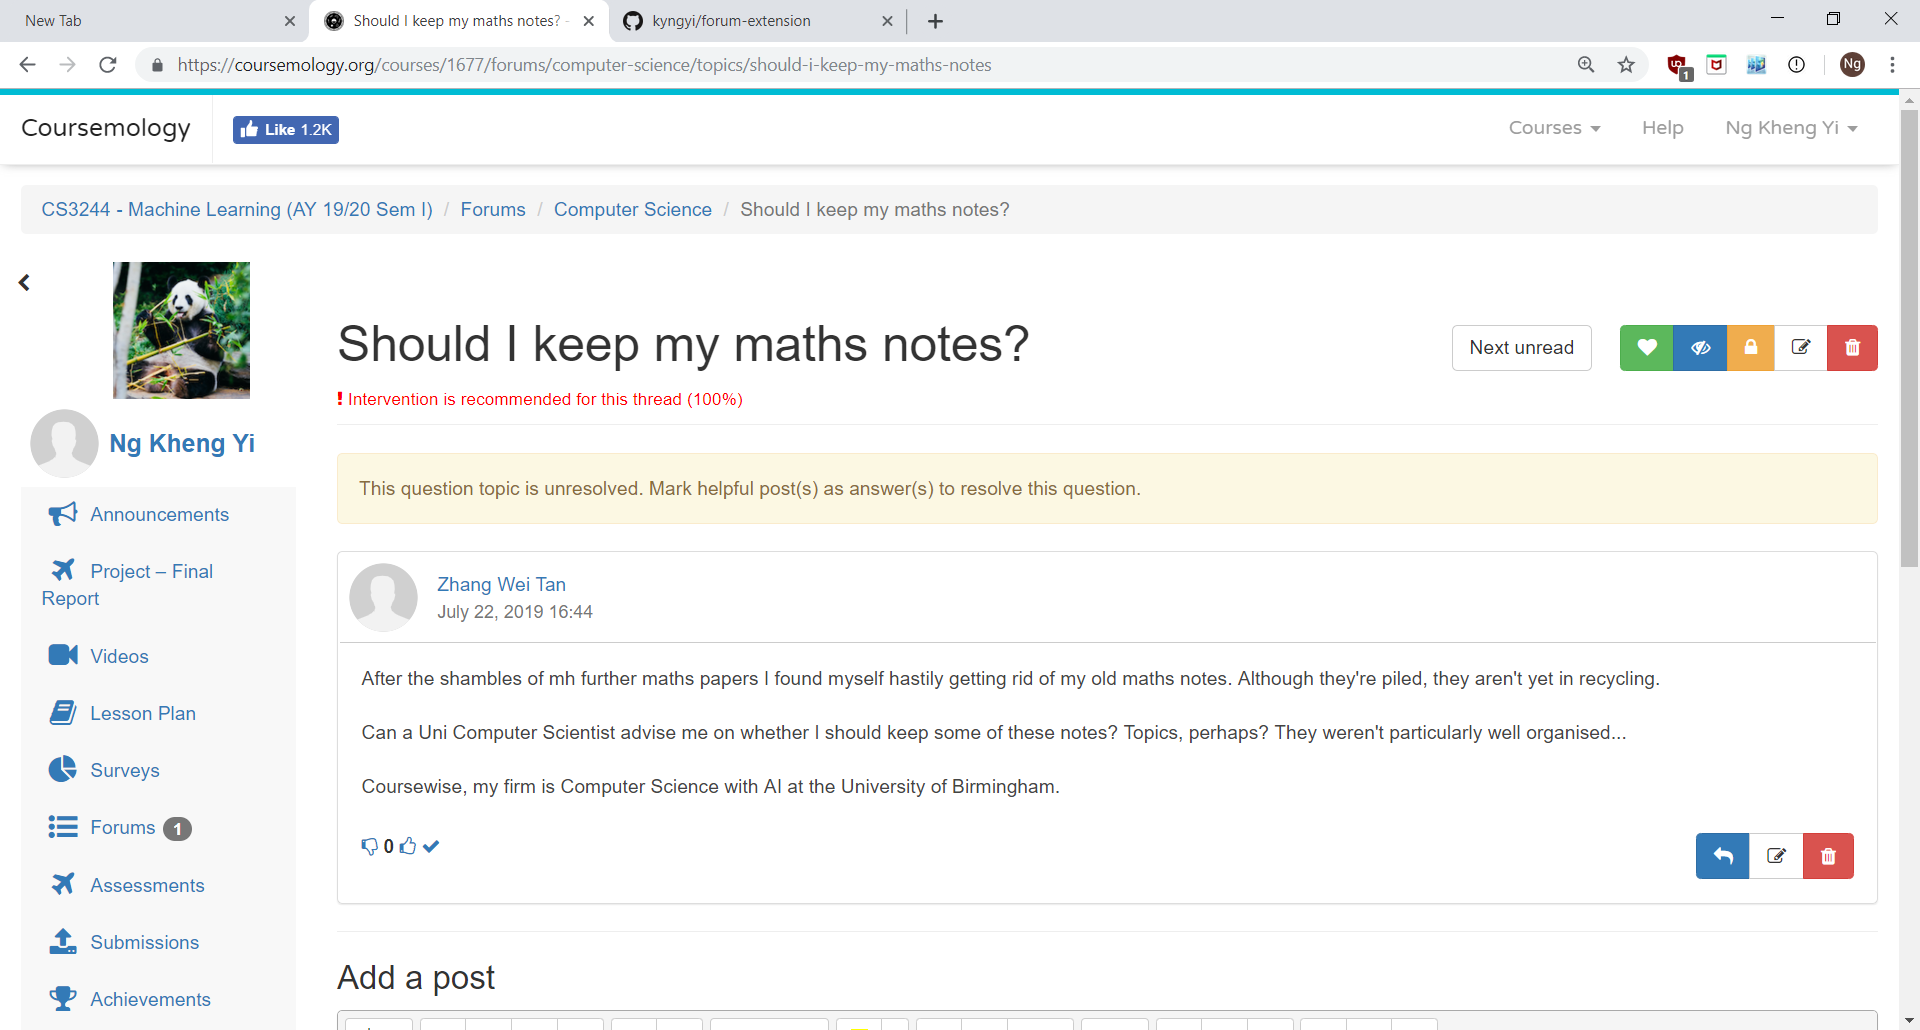 New Tab
Should I keep my maths notes? -
kyngyi/forum-extension
https://coursemology.org/courses/1677/forums/computer-science/topics/should-i-keep-my-maths-notes
1
Ng
Coursemology
Like 1.2K
Courses
Help
Ng Kheng Yi
CS3244 - Machine Learning (AY 19/20 Sem I) / Forums / Computer Science / Should I keep my maths notes?
Should I keep my maths notes?
Next unread
! Intervention is recommended for this thread (100%)
Ng Kheng Yi
This question topic is unresolved. Mark helpful post(s) as answer(s) to resolve this question.
Announcements
Project – Final
Report
Videos
Lesson Plan
Surveys
Forums 1
Assessments
Submissions
Achievements
Zhang Wei Tan
July 22, 2019 16:44
After the shambles of mh further maths papers I found myself hastily getting rid of my old maths notes. Although they're piled, they aren't yet in recycling.
Can a Uni Computer Scientist advise me on whether I should keep some of these notes? Topics, perhaps? They weren't particularly well organised...
Coursewise, my firm is Computer Science with AI at the University of Birmingham.
0
Add a post